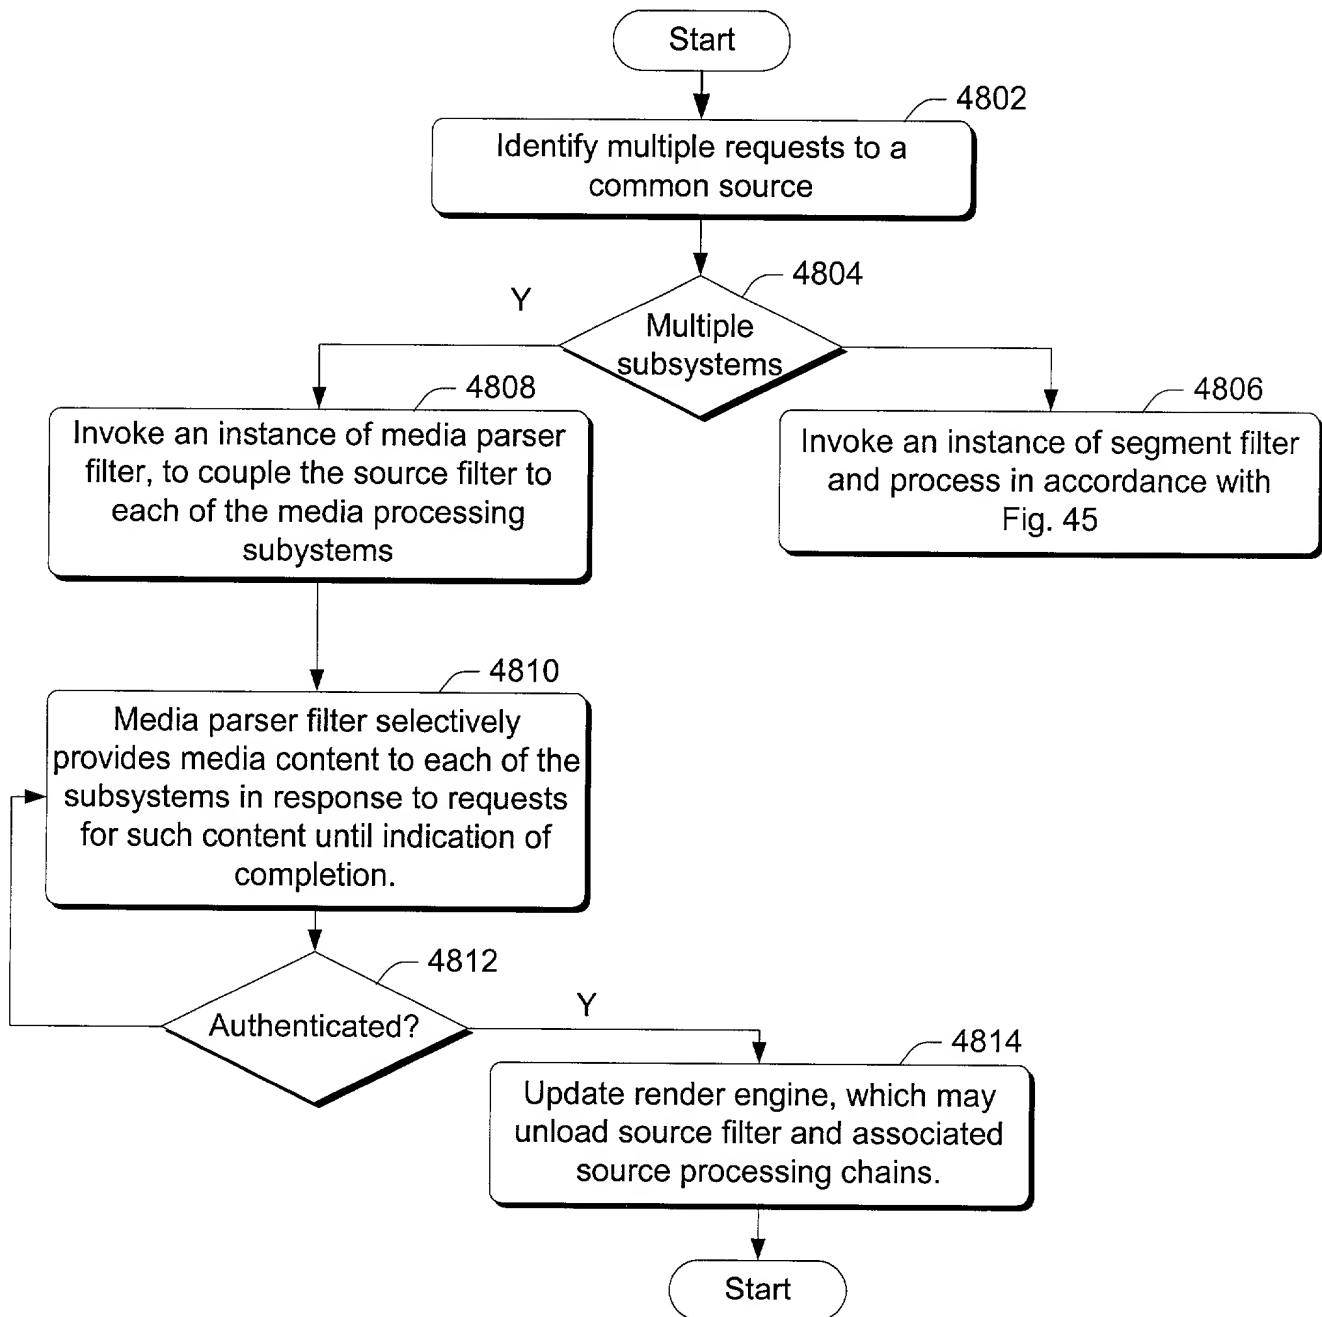 Start
4802
Identify multiple requests to a
common source
4804
Y
Multiple
subsystems
4808
Invoke an instance of media parser
filter, to couple the source filter to
each of the media processing
subystems
4806
Invoke an instance of segment filter
and process in accordance with
Fig. 45
4810
Media parser filter selectively
provides media content to each of the
subsystems in response to requests
for such content until indication of
completion.
4812
Authenticated?
Y
4814
Update render engine, which may
unload source filter and associated
source processing chains.
Start